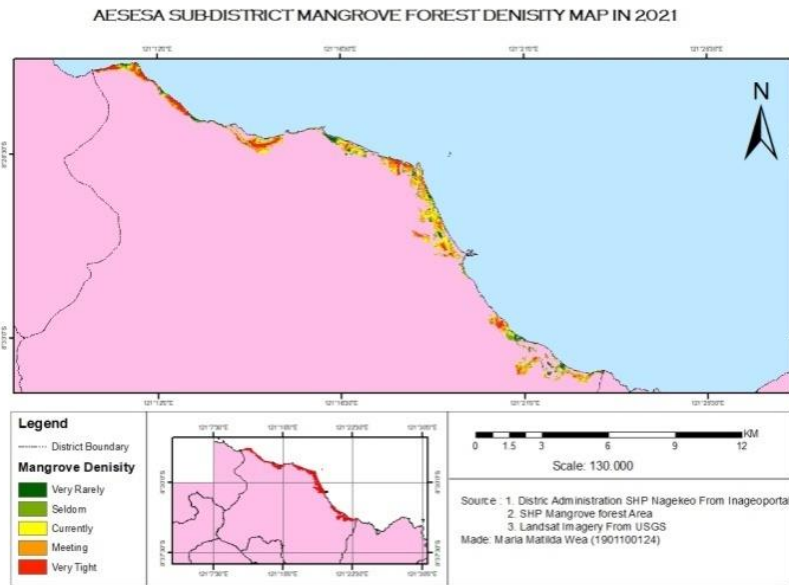 AESESA SUB-DISTRICT MANGROVE FOREST DENISITY MAP IN 2021
N
Legend
District Boundary
Mangrove Denisity
Very Rarely
Seldom
Currently
Meeting
Very Tight
0 1.5 3 6 9 12 KM
Scale: 130.000
Source : 1. Distric Administration SHP Nagekeo From Inageoportal
2. SHP Mangrove forest Area
3. Landsat Imagery From USGS
Made: Maria Matilda Wea (1901100124)